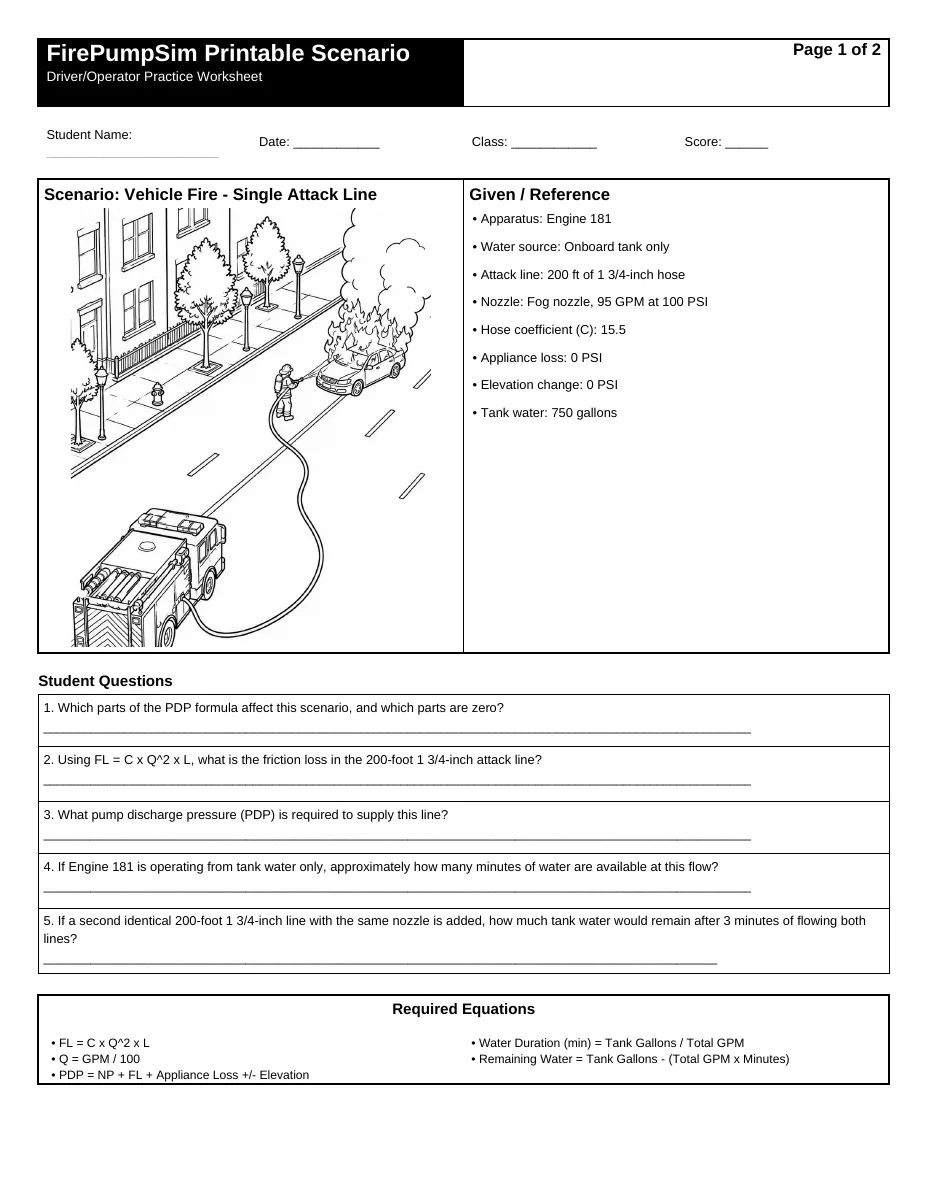 FirePumpSim Printable Scenario
Driver/Operator Practice Worksheet
Page 1 of 2
Student Name:
________________________
Date: ____________
Class: ____________
Score: ______
Scenario: Vehicle Fire - Single Attack Line
Given / Reference
• Apparatus: Engine 181
• Water source: Onboard tank only
• Attack line: 200 ft of 1 3/4-inch hose
• Nozzle: Fog nozzle, 95 GPM at 100 PSI
• Hose coefficient (C): 15.5
• Appliance loss: 0 PSI
• Elevation change: 0 PSI
• Tank water: 750 gallons
Student Questions
1. Which parts of the PDP formula affect this scenario, and which parts are zero?
2. Using FL = C x Q^2 x L, what is the friction loss in the 200-foot 1 3/4-inch attack line?
3. What pump discharge pressure (PDP) is required to supply this line?
4. If Engine 181 is operating from tank water only, approximately how many minutes of water are available at this flow?
5. If a second identical 200-foot 1 3/4-inch line with the same nozzle is added, how much tank water would remain after 3 minutes of flowing both
lines?
Required Equations
• FL = C x Q^2 x L
• Q = GPM / 100
• PDP = NP + FL + Appliance Loss +/- Elevation
• Water Duration (min) = Tank Gallons / Total GPM
• Remaining Water = Tank Gallons - (Total GPM x Minutes)